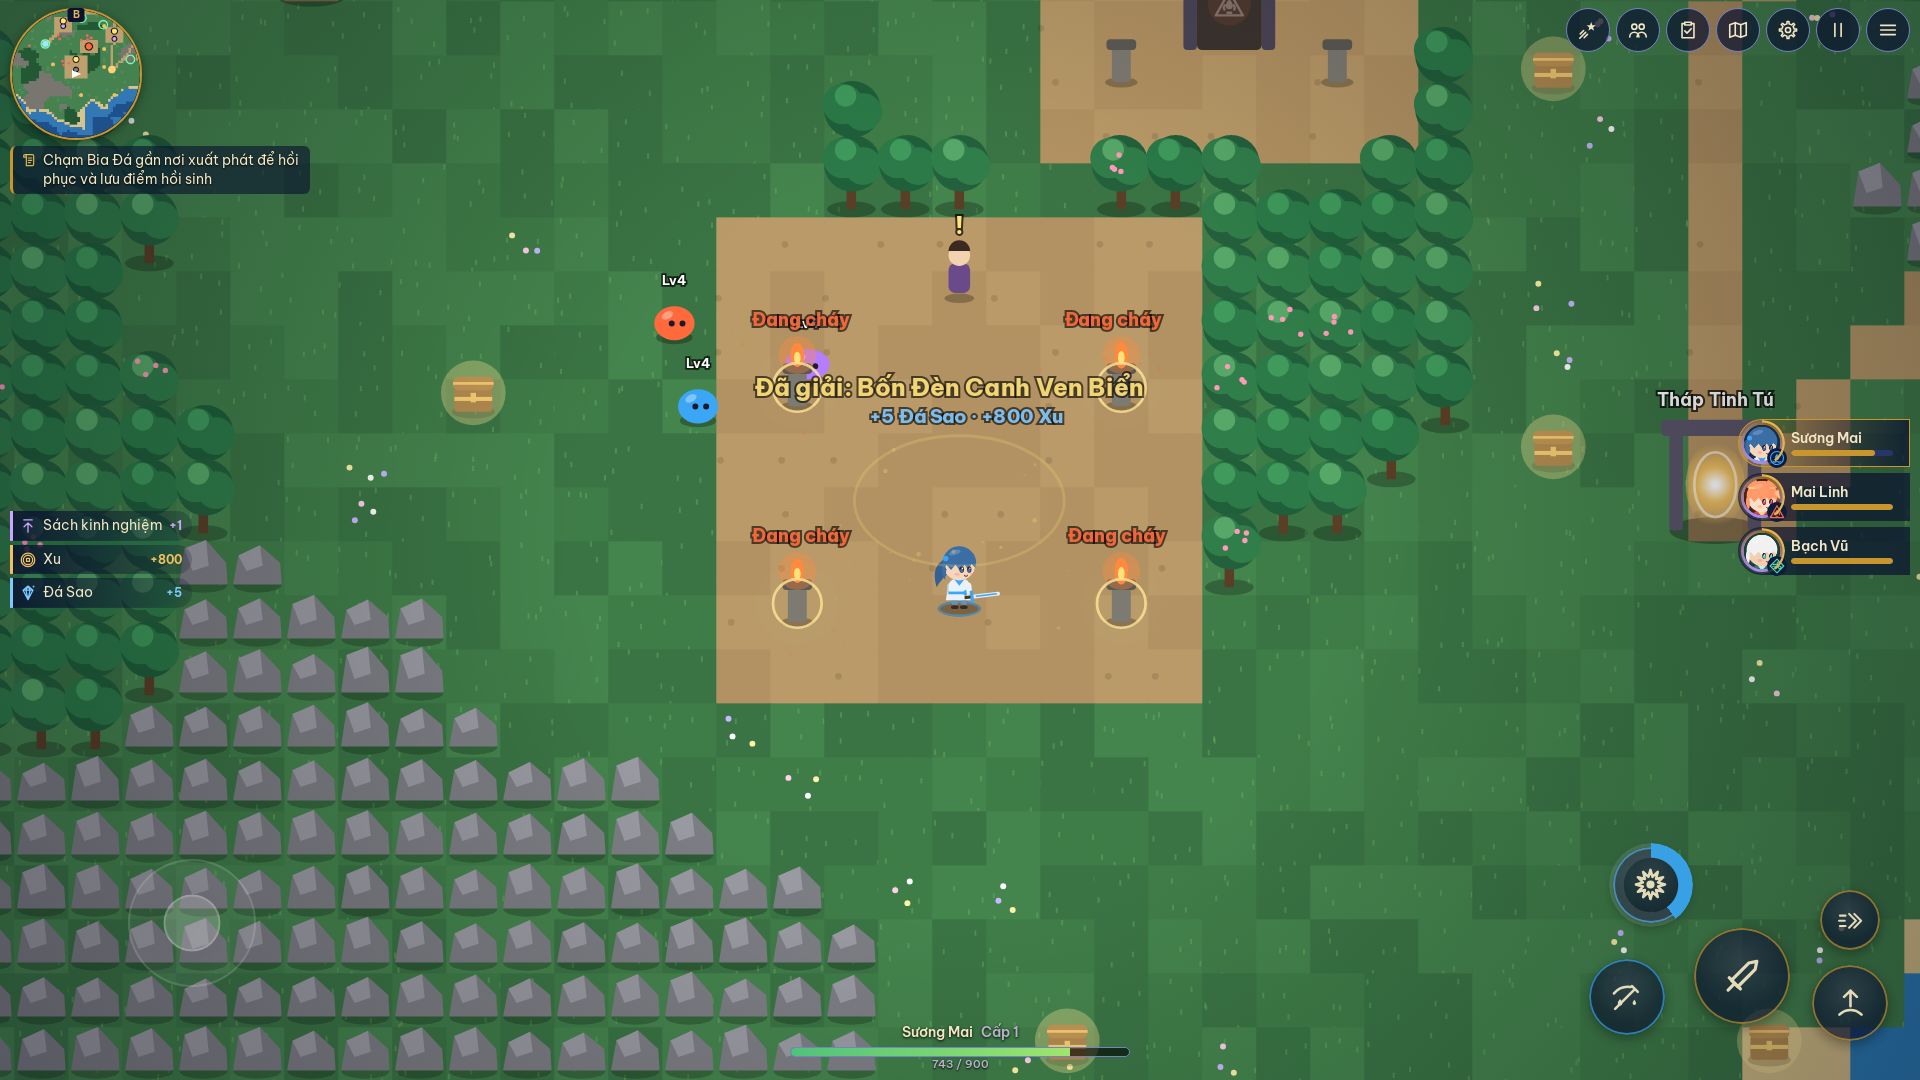 B
Chạm Bia Đá gần nơi xuất phát để hồi
phục và lưu điểm hồi sinh
!
Lv4
Đang cháy
Đang cháy
Lv4
Đã giải: Bốn Đèn Canh Ven Biển
+5 Đá Sao · +800 Xu
Tháp Tinh Tú
Sương Mai
Mai Linh
Bạch Vũ
Sách kinh nghiệm +1
Xu +800
Đá Sao +5
Đang cháy
Đang cháy
Sương Mai Cấp 1
743 / 900